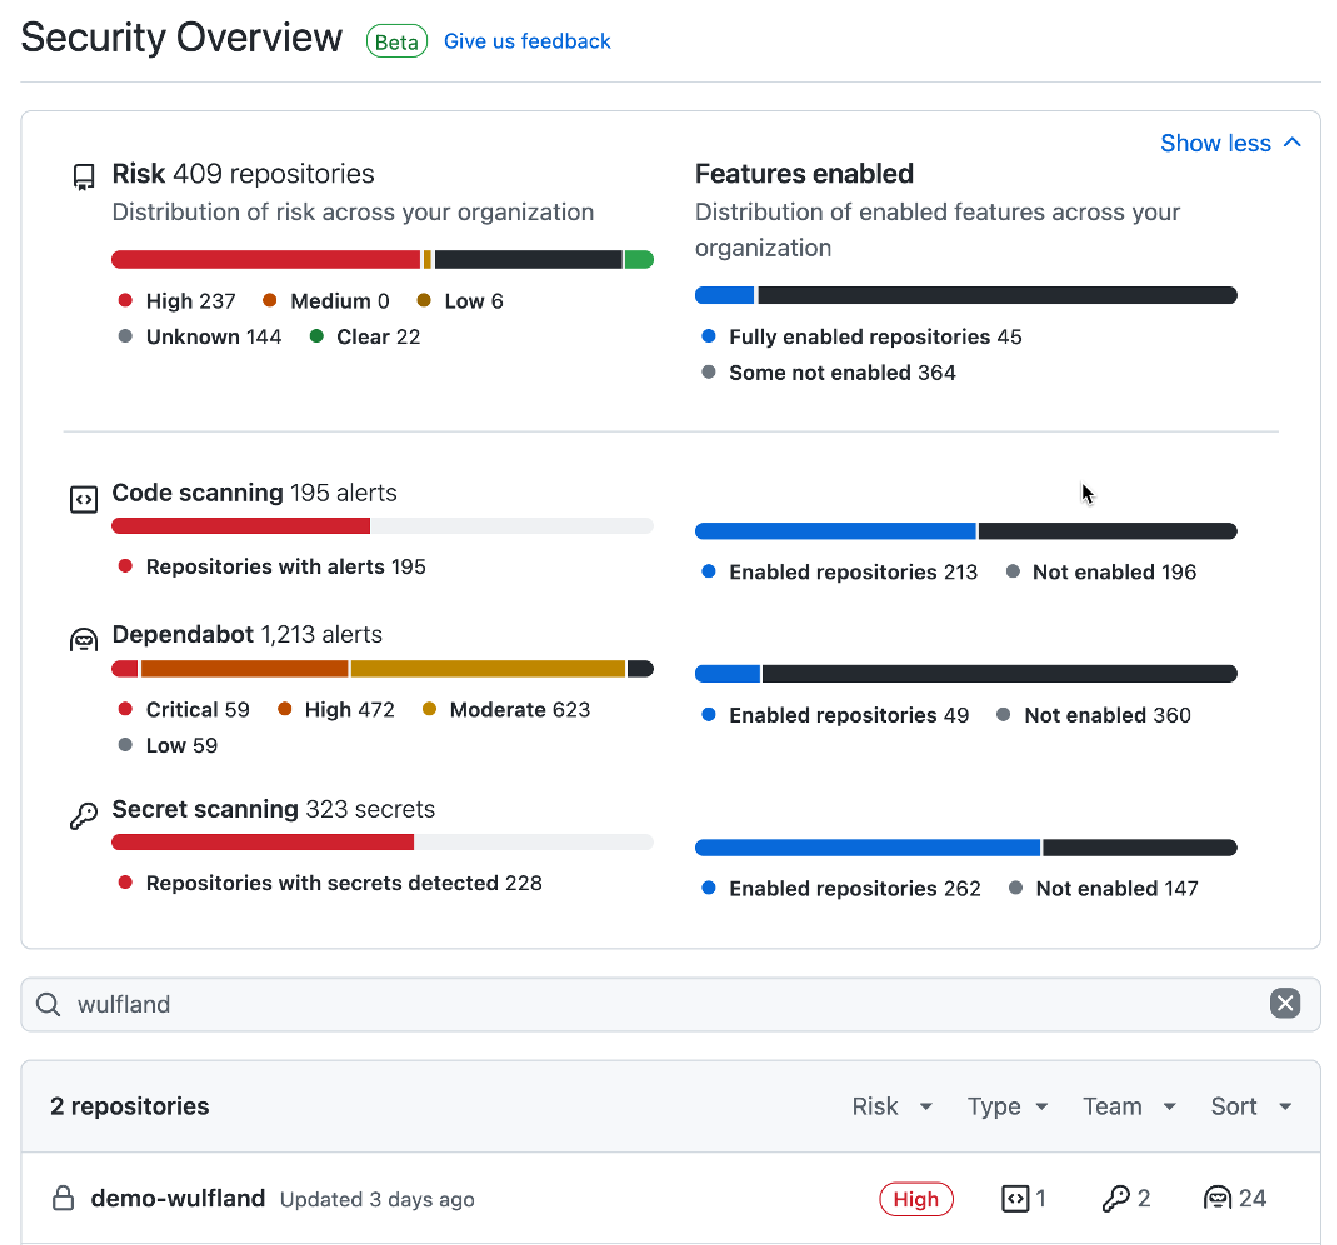 Security Overview Beta Give us feedback
Show less
Risk 409 repositories
Distribution of risk across your organization
High 237 Medium 0 Low 6
Unknown 144 Clear 22
Features enabled
Distribution of enabled features across your
organization
Fully enabled repositories 45
Some not enabled 364
Code scanning 195 alerts
Repositories with alerts 195
Enabled repositories 213 Not enabled 196
Dependabot 1,213 alerts
Critical 59 High 472 Moderate 623
Low 59
Enabled repositories 49 Not enabled 360
Secret scanning 323 secrets
Repositories with secrets detected 228
Enabled repositories 262 Not enabled 147
wulfland
2 repositories Risk Type Team Sort
demo-wulfland Updated 3 days ago High 1 2 24